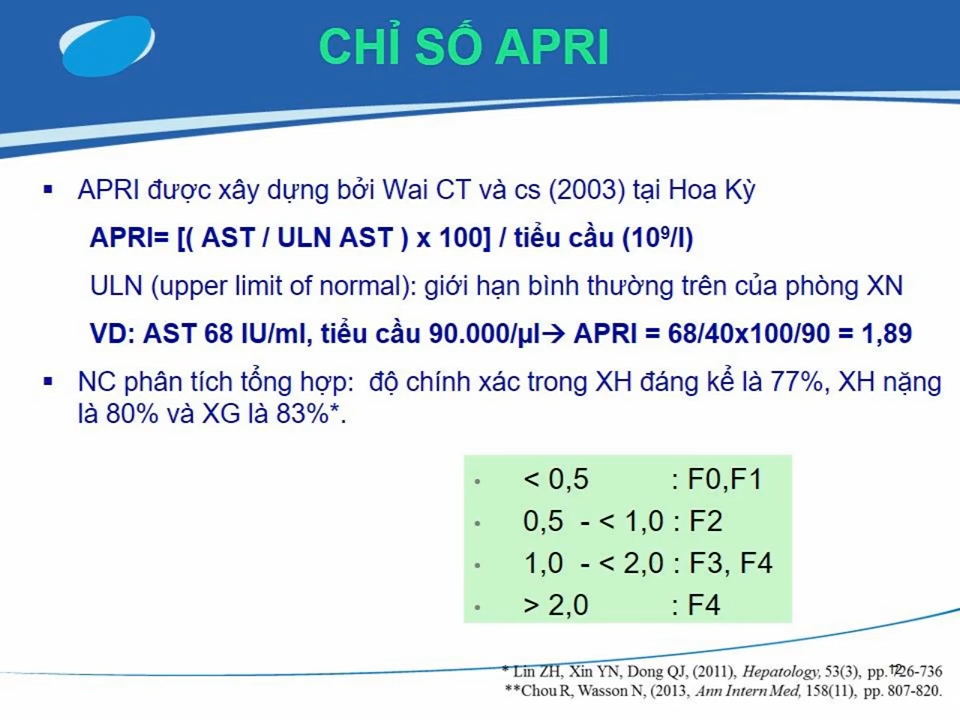 CHỈ SỐ APRI
▪ APRI được xây dựng bởi Wai CT và cs (2003) tại Hoa Kỳ
APRI= [( AST / ULN AST ) x 100] / tiểu cầu (10⁹/l)
ULN (upper limit of normal): giới hạn bình thường trên của phòng XN
VD: AST 68 IU/ml, tiểu cầu 90.000/µl→ APRI = 68/40x100/90 = 1,89
▪ NC phân tích tổng hợp: độ chính xác trong XH đáng kể là 77%, XH nặng
là 80% và XG là 83%*.
• < 0,5 : F0,F1
• 0,5 - < 1,0 : F2
• 1,0 - < 2,0 : F3, F4
• > 2,0 : F4
* Lin ZH, Xin YN, Dong QJ, (2011), Hepatology, 53(3), pp. 726-736
12
**Chou R, Wasson N, (2013, Ann Intern Med, 158(11), pp. 807-820.